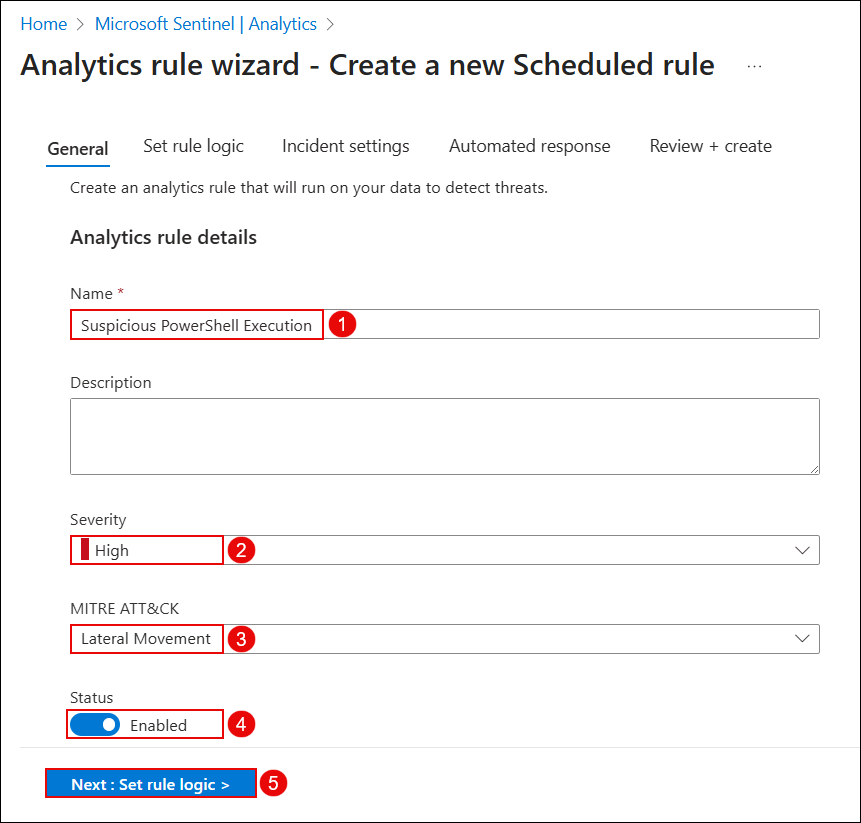 Home > Microsoft Sentinel | Analytics >
Analytics rule wizard - Create a new Scheduled rule ...
General Set rule logic Incident settings Automated response Review + create
Create an analytics rule that will run on your data to detect threats.
Analytics rule details
Name *
Suspicious PowerShell Execution 1
Description
Severity
High 2
MITRE ATT&CK
Lateral Movement 3
Status
Enabled 4
Next : Set rule logic > 5